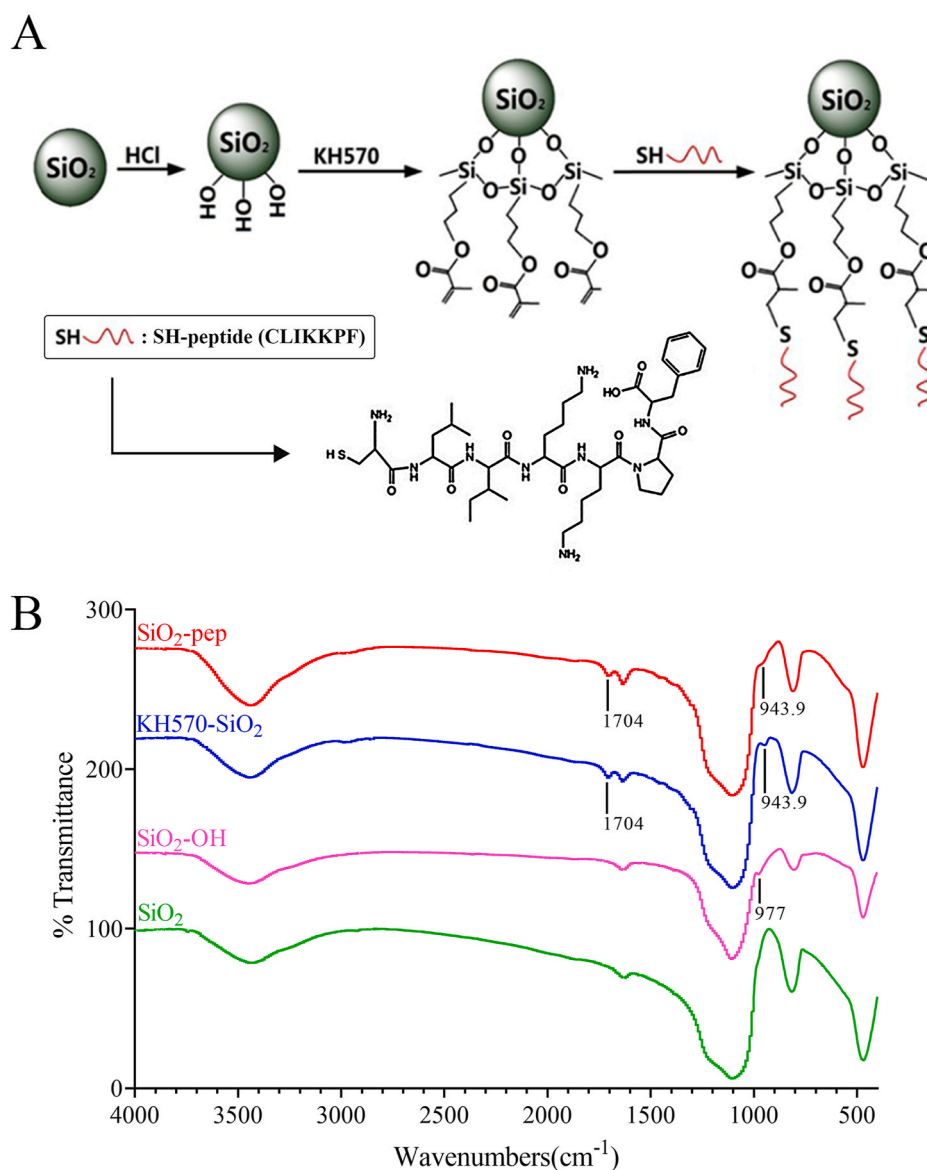 A
SiO2
HCl
SiO2
HO
HO
HO
KH570
SiO2
O
O
O
Si
O
Si
O
Si
O
O
O
O
O
O
SH
SiO2
O
O
O
Si
O
Si
O
Si
O
O
O
O
O
O
S
S
S
SH : SH-peptide (CLIKKPF)
NH2
HS
O
H
N
O
H
N
O
H
N
O
H
N
O
N
O
HN
HO
O
NH2
NH2
B
300
200
100
0
% Transmittance
SiO2-pep
1704
943.9
KH570-SiO2
1704
943.9
SiO2-OH
977
SiO2
4000 3500 3000 2500 2000 1500 1000 500
Wavenumbers(cm-1)